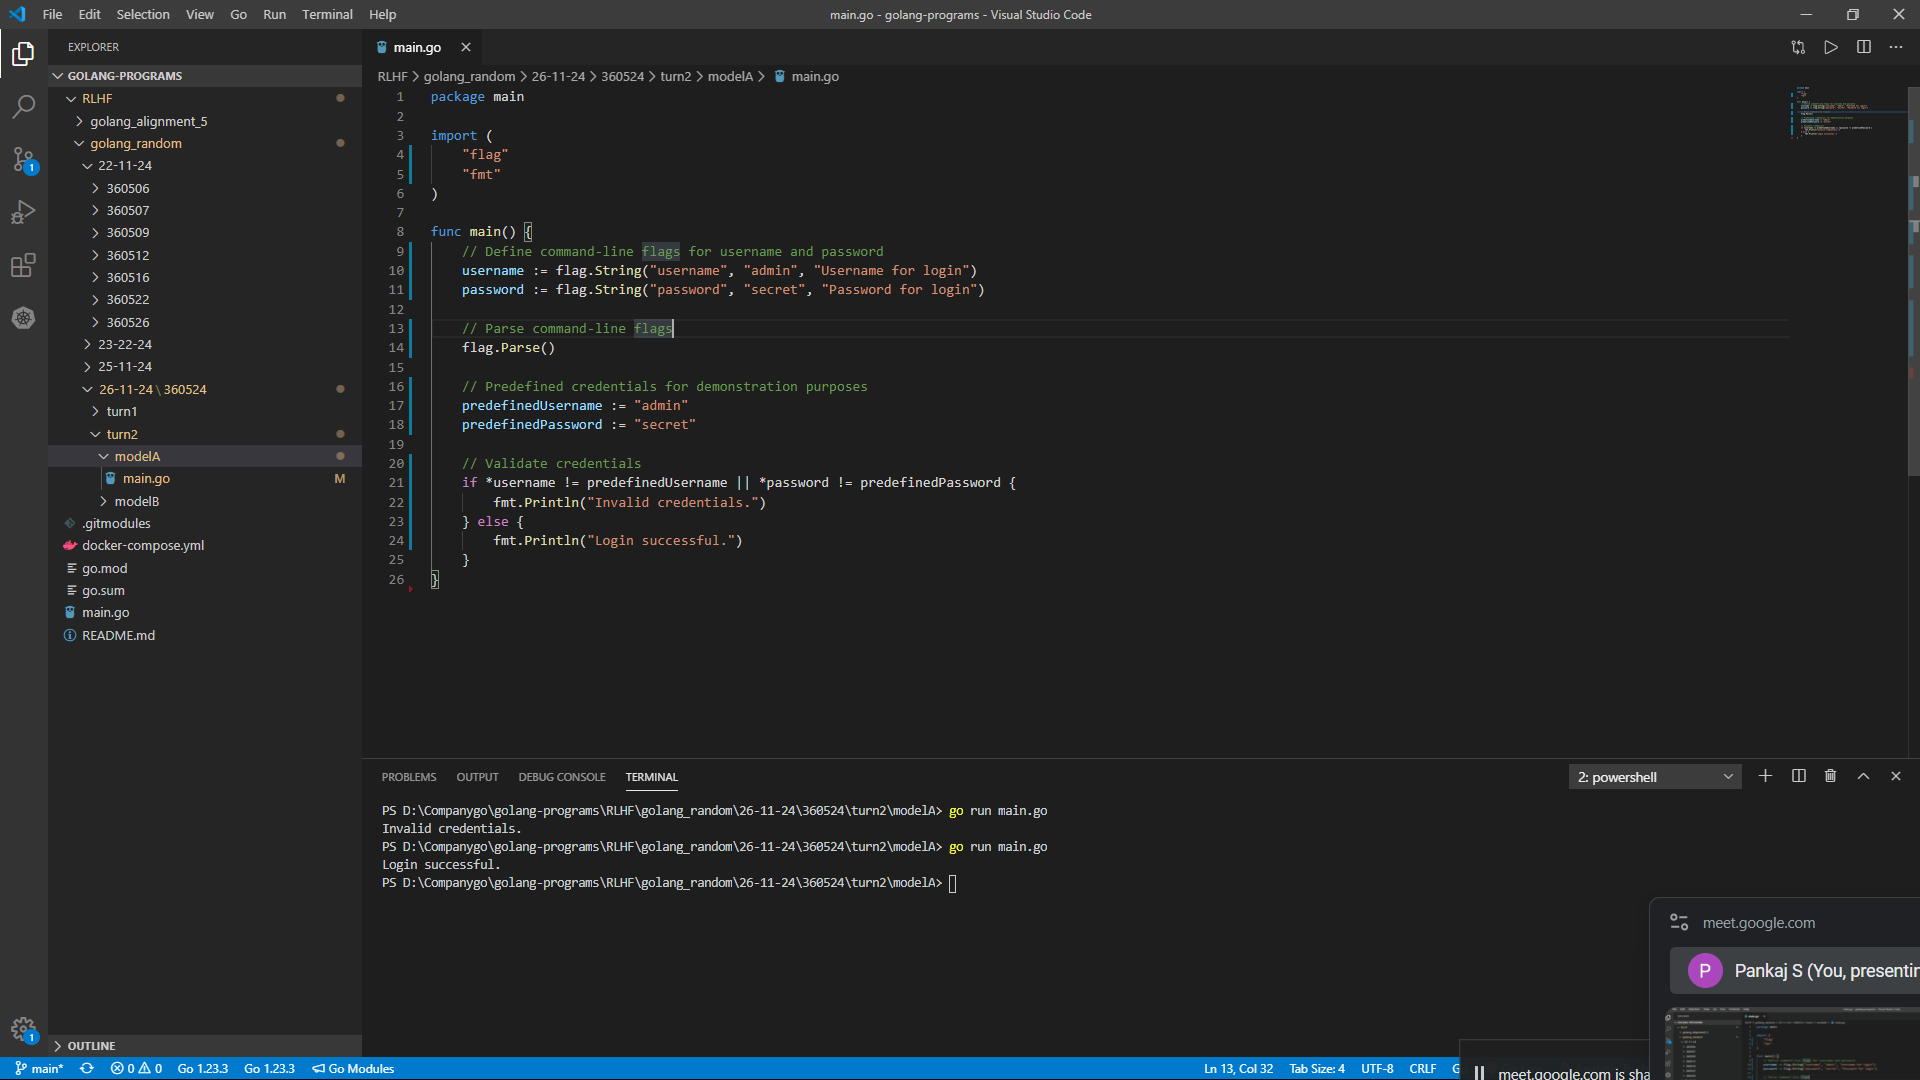 File Edit Selection View Go Run Terminal Help
main.go - golang-programs - Visual Studio Code
EXPLORER
GOLANG-PROGRAMS
RLHF
golang_alignment_5
golang_random
22-11-24
360506
360507
360509
360512
360516
360522
360526
23-22-24
25-11-24
26-11-24 \ 360524
turn1
turn2
modelA
main.go M
modelB
.gitmodules
docker-compose.yml
go.mod
go.sum
main.go
README.md
OUTLINE
1
1
main.go
RLHF > golang_random > 26-11-24 > 360524 > turn2 > modelA > main.go
1 package main
2
3 import (
4 "flag"
5 "fmt"
6 )
7
8 func main() {
9 // Define command-line flags for username and password
10 username := flag.String("username", "admin", "Username for login")
11 password := flag.String("password", "secret", "Password for login")
12
13 // Parse command-line flags
14 flag.Parse()
15
16 // Predefined credentials for demonstration purposes
17 predefinedUsername := "admin"
18 predefinedPassword := "secret"
19
20 // Validate credentials
21 if *username != predefinedUsername || *password != predefinedPassword {
22 fmt.Println("Invalid credentials.")
23 } else {
24 fmt.Println("Login successful.")
25 }
26 }
PROBLEMS OUTPUT DEBUG CONSOLE TERMINAL
2: powershell
PS D:\Companygo\golang-programs\RLHF\golang_random\26-11-24\360524\turn2\modelA> go run main.go
Invalid credentials.
PS D:\Companygo\golang-programs\RLHF\golang_random\26-11-24\360524\turn2\modelA> go run main.go
Login successful.
PS D:\Companygo\golang-programs\RLHF\golang_random\26-11-24\360524\turn2\modelA>
meet.google.com
P
Pankaj S (You, presentin
meet.google.com is sha
main* 0 0 Go 1.23.3 Go 1.23.3 Go Modules
Ln 13, Col 32 Tab Size: 4 UTF-8 CRLF G